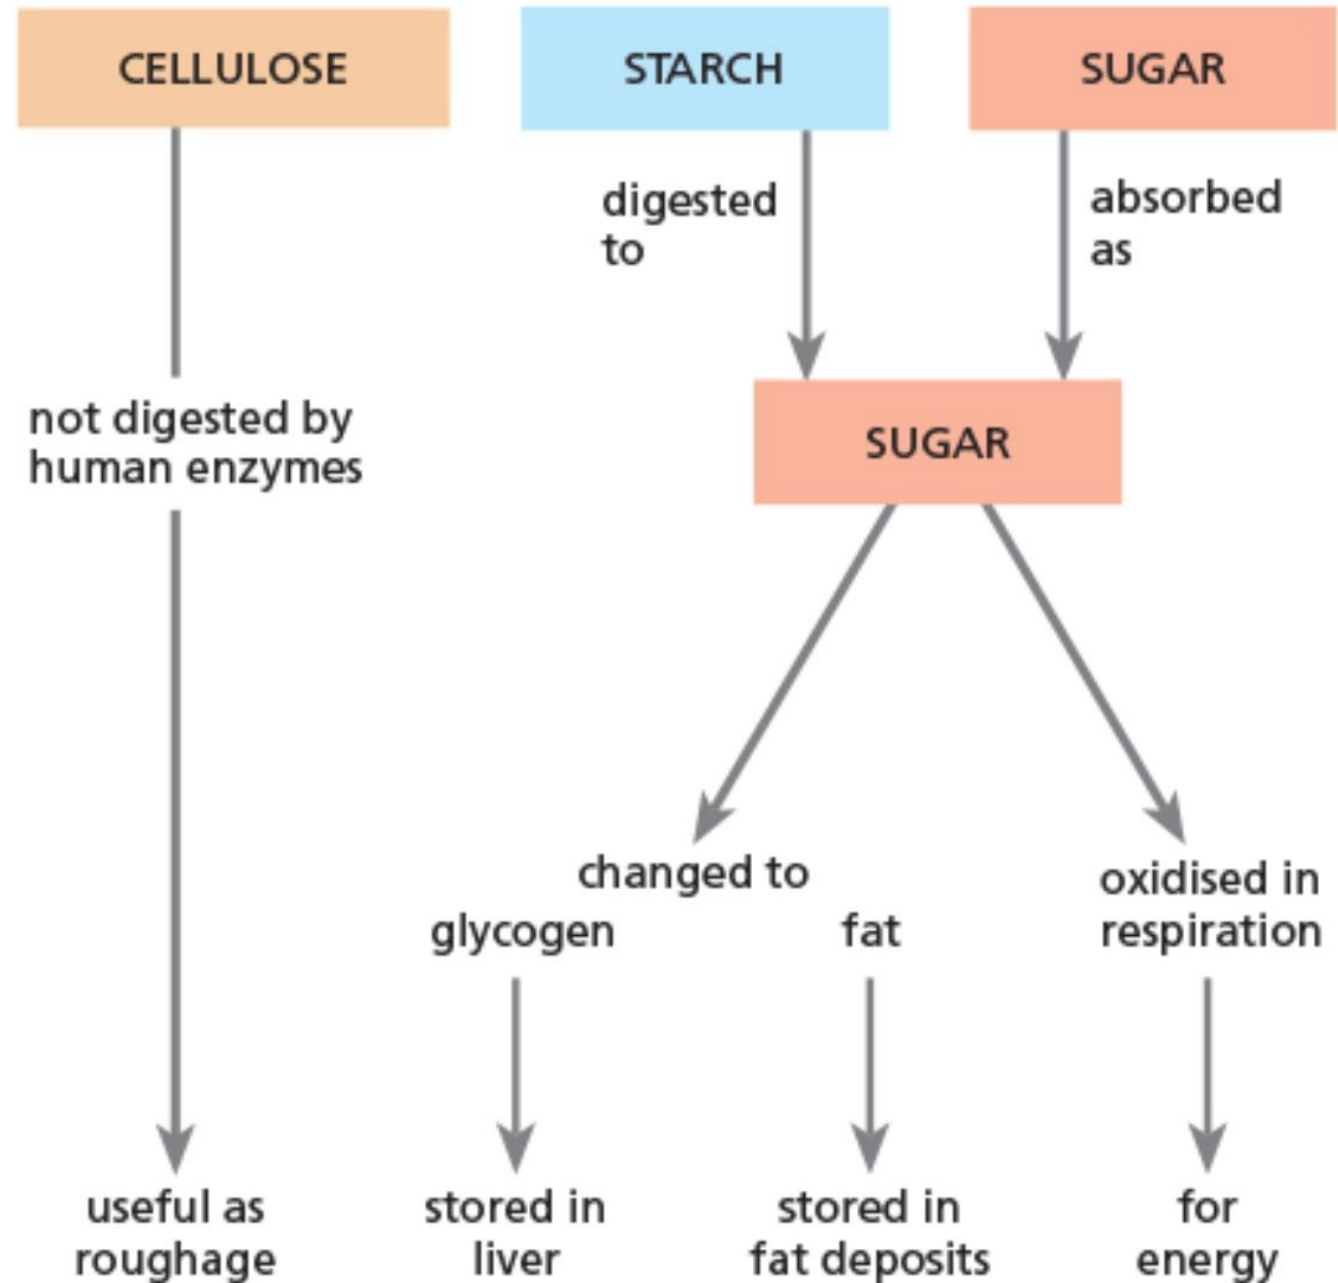 CELLULOSE
STARCH
SUGAR
digested
to
absorbed
as
not digested by
human enzymes
SUGAR
changed to
glycogen
fat
oxidised in
respiration
useful as
roughage
stored in
liver
stored in
fat deposits
for
energy